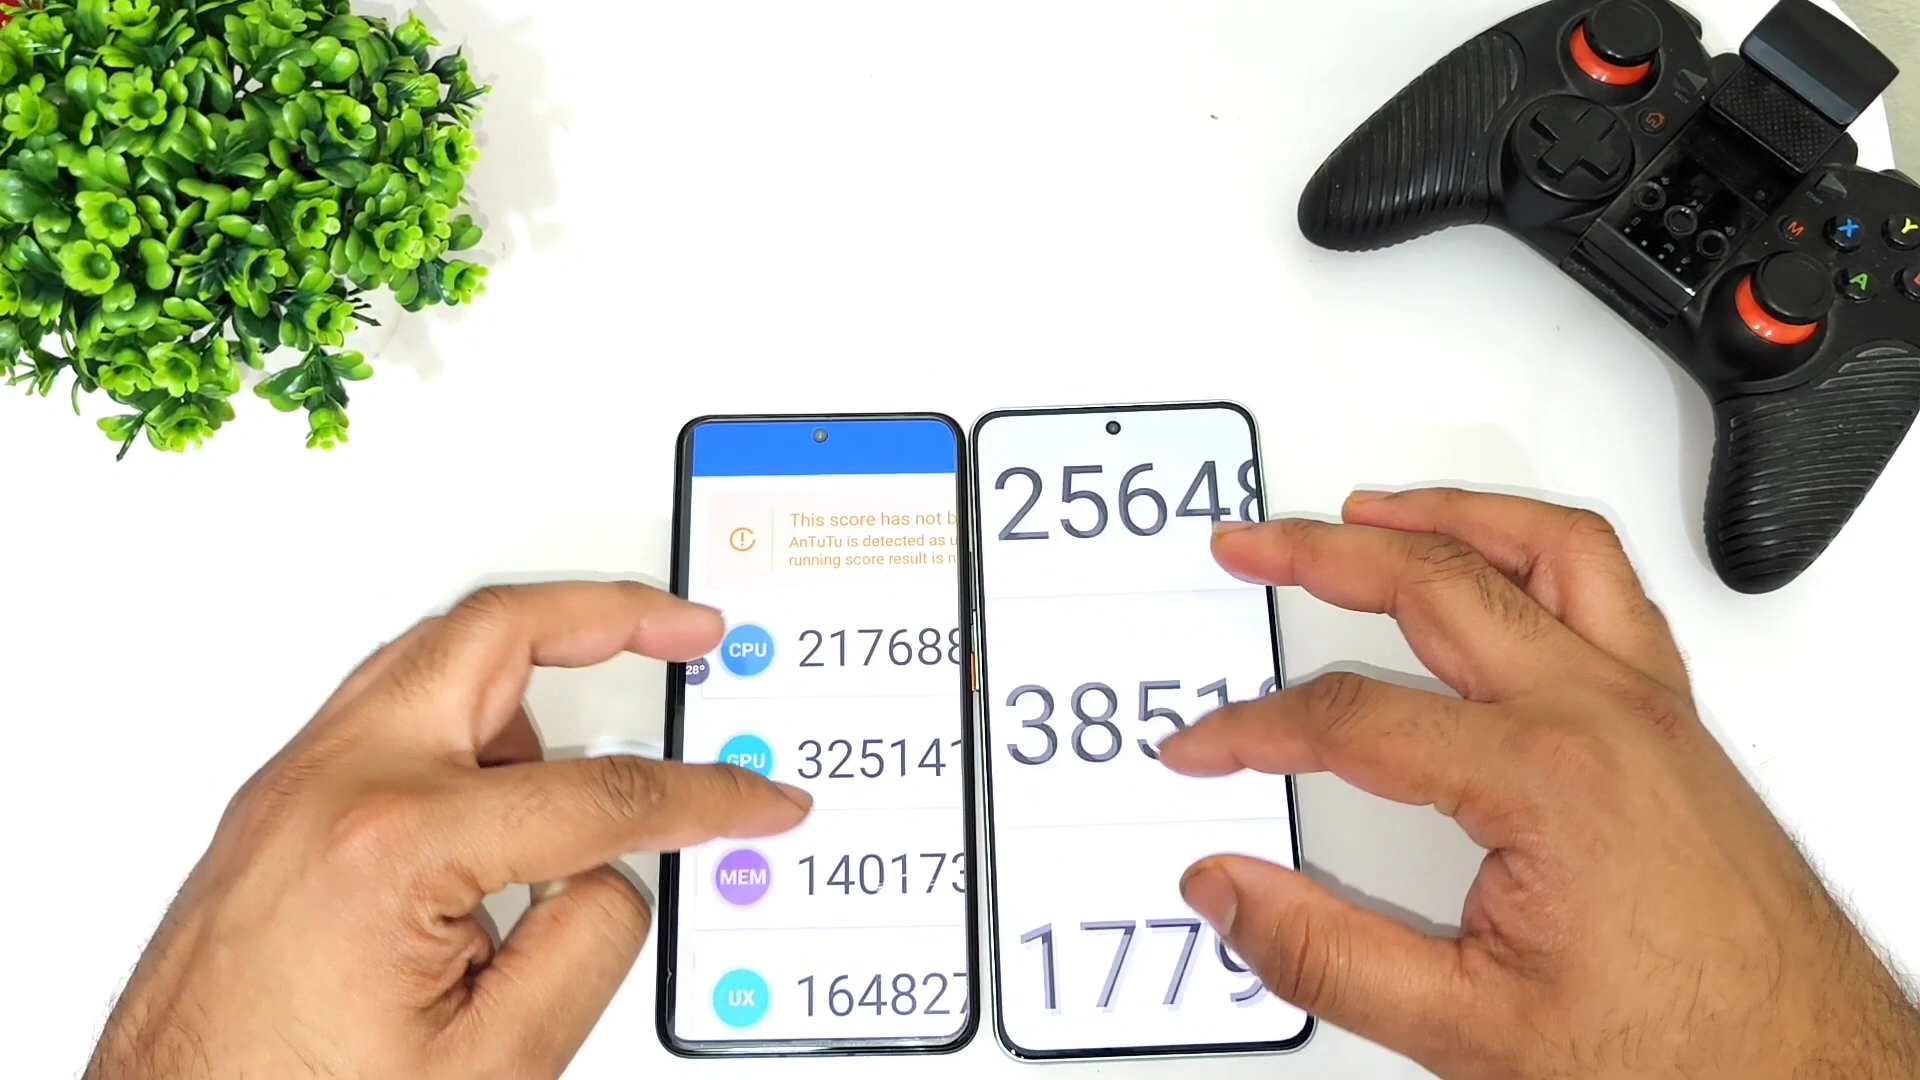 This score has not b
AnTuTu is detected as u
running score result is n
CPU 217688
28°
GPU 325141
MEM 140173
UX 164827
25648
3851
1779
M
X
Y
A